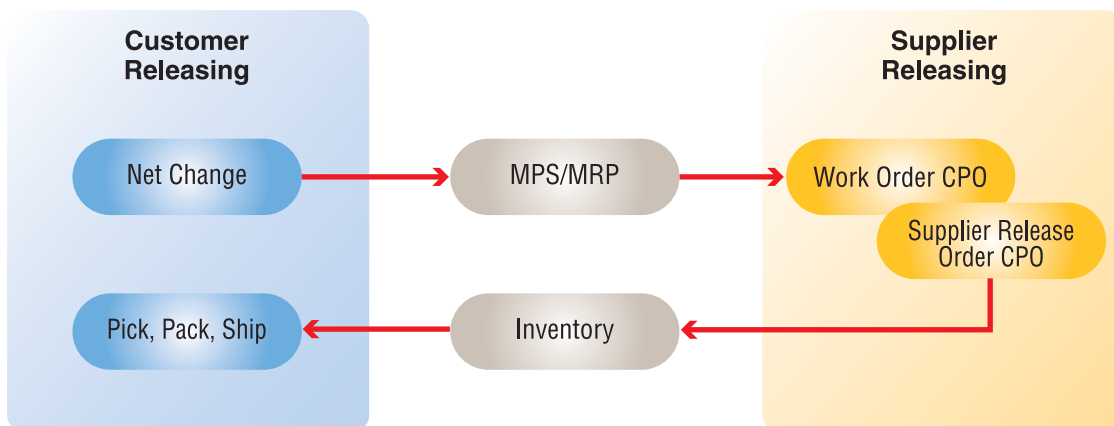 Customer
Releasing
Supplier
Releasing
Net Change
MPS/MRP
Work Order CPO
Supplier Release
Order CPO
Pick, Pack, Ship
Inventory